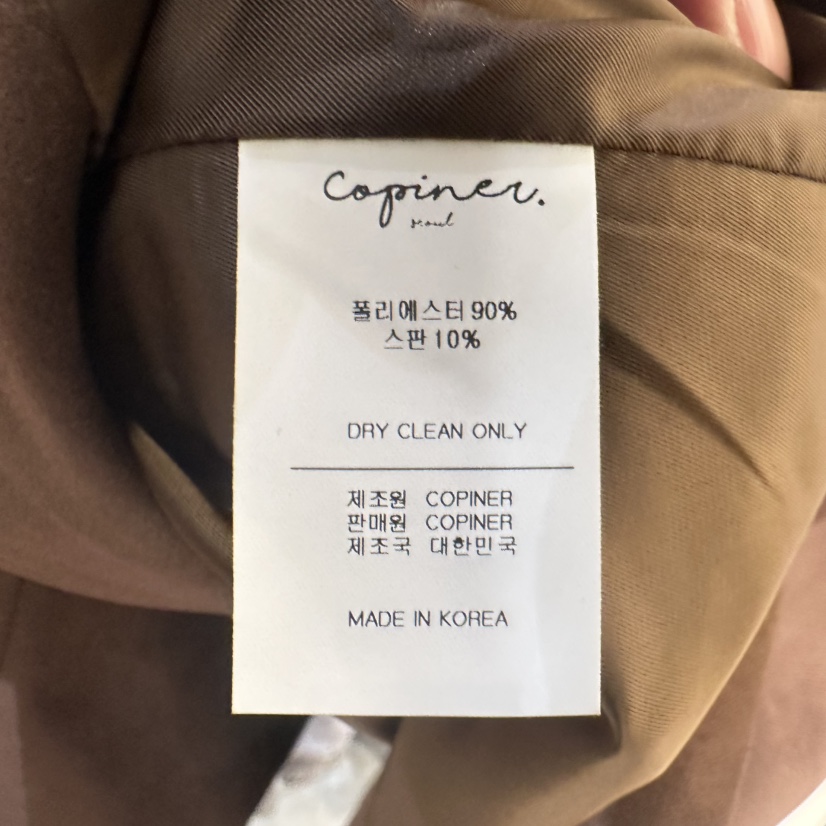 Copiner.
Seoul
폴리에스터 90%
스판 10%
DRY CLEAN ONLY
제조원 COPINER
판매원 COPINER
제조국 대한민국
MADE IN KOREA